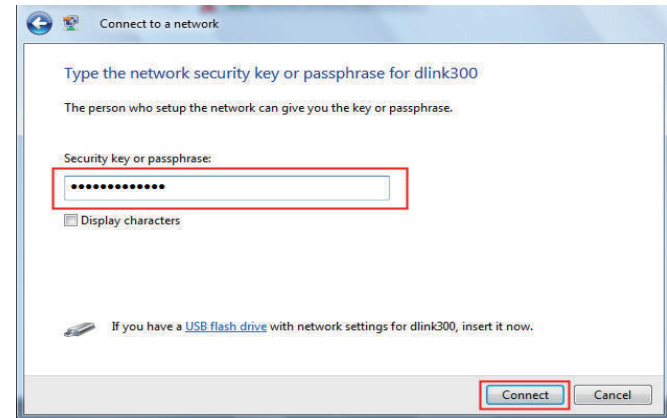 Connect to a network
Type the network security key or passphrase for dlink300
The person who setup the network can give you the key or passphrase.
Security key or passphrase:
•••••••••••••
Display characters
If you have a USB flash drive with network settings for dlink300, insert it now.
Connect Cancel